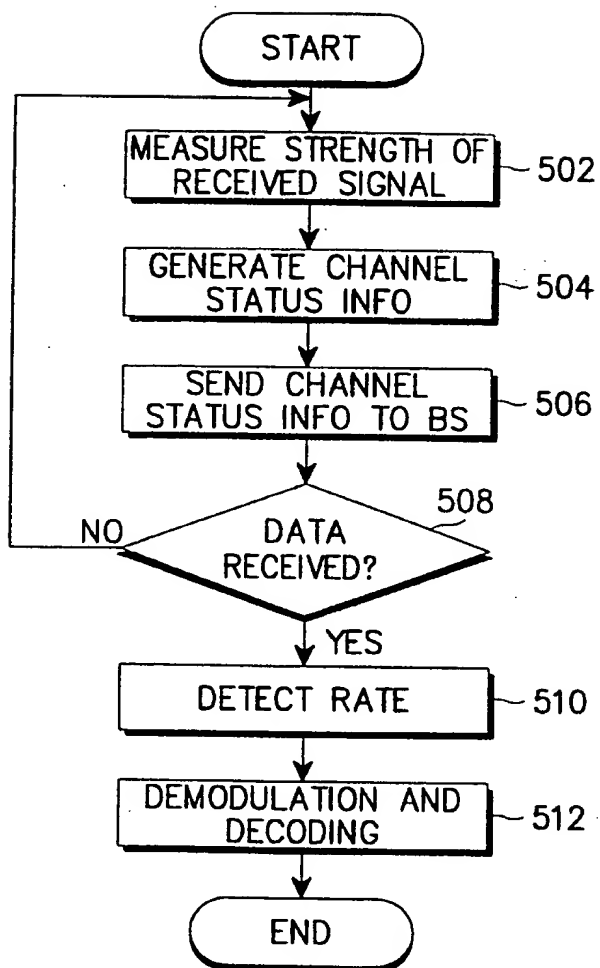 START
MEASURE STRENGTH OF
RECEIVED SIGNAL
502
GENERATE CHANNEL
STATUS INFO
504
SEND CHANNEL
STATUS INFO TO BS
506
508
DATA
RECEIVED?
NO
YES
DETECT RATE
510
DEMODULATION AND
DECODING
512
END